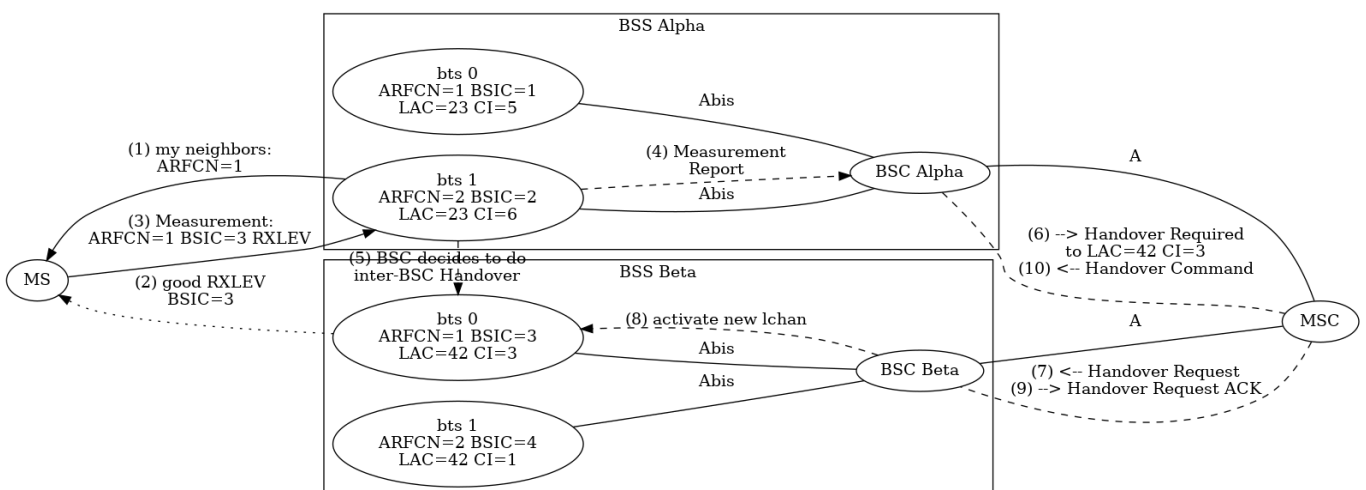 BSS Alpha
bts 0
ARFCN=1 BSIC=1
LAC=23 CI=5
Abis
(1) my neighbors:
ARFCN=1
(4) Measurement
Report
A
BSC Alpha
bts 1
ARFCN=2 BSIC=2
LAC=23 CI=6
Abis
(3) Measurement:
ARFCN=1 BSIC=3 RXLEV
(6) --> Handover Required
to LAC=42 CI=3
(10) <-- Handover Command
(5) BSC decides to do
inter-BSC Handover
BSS Beta
MS
(2) good RXLEV
BSIC=3
bts 0
ARFCN=1 BSIC=3
LAC=42 CI=3
(8) activate new lchan
A
MSC
Abis
BSC Beta
(7) <-- Handover Request
(9) --> Handover Request ACK
Abis
bts 1
ARFCN=2 BSIC=4
LAC=42 CI=1